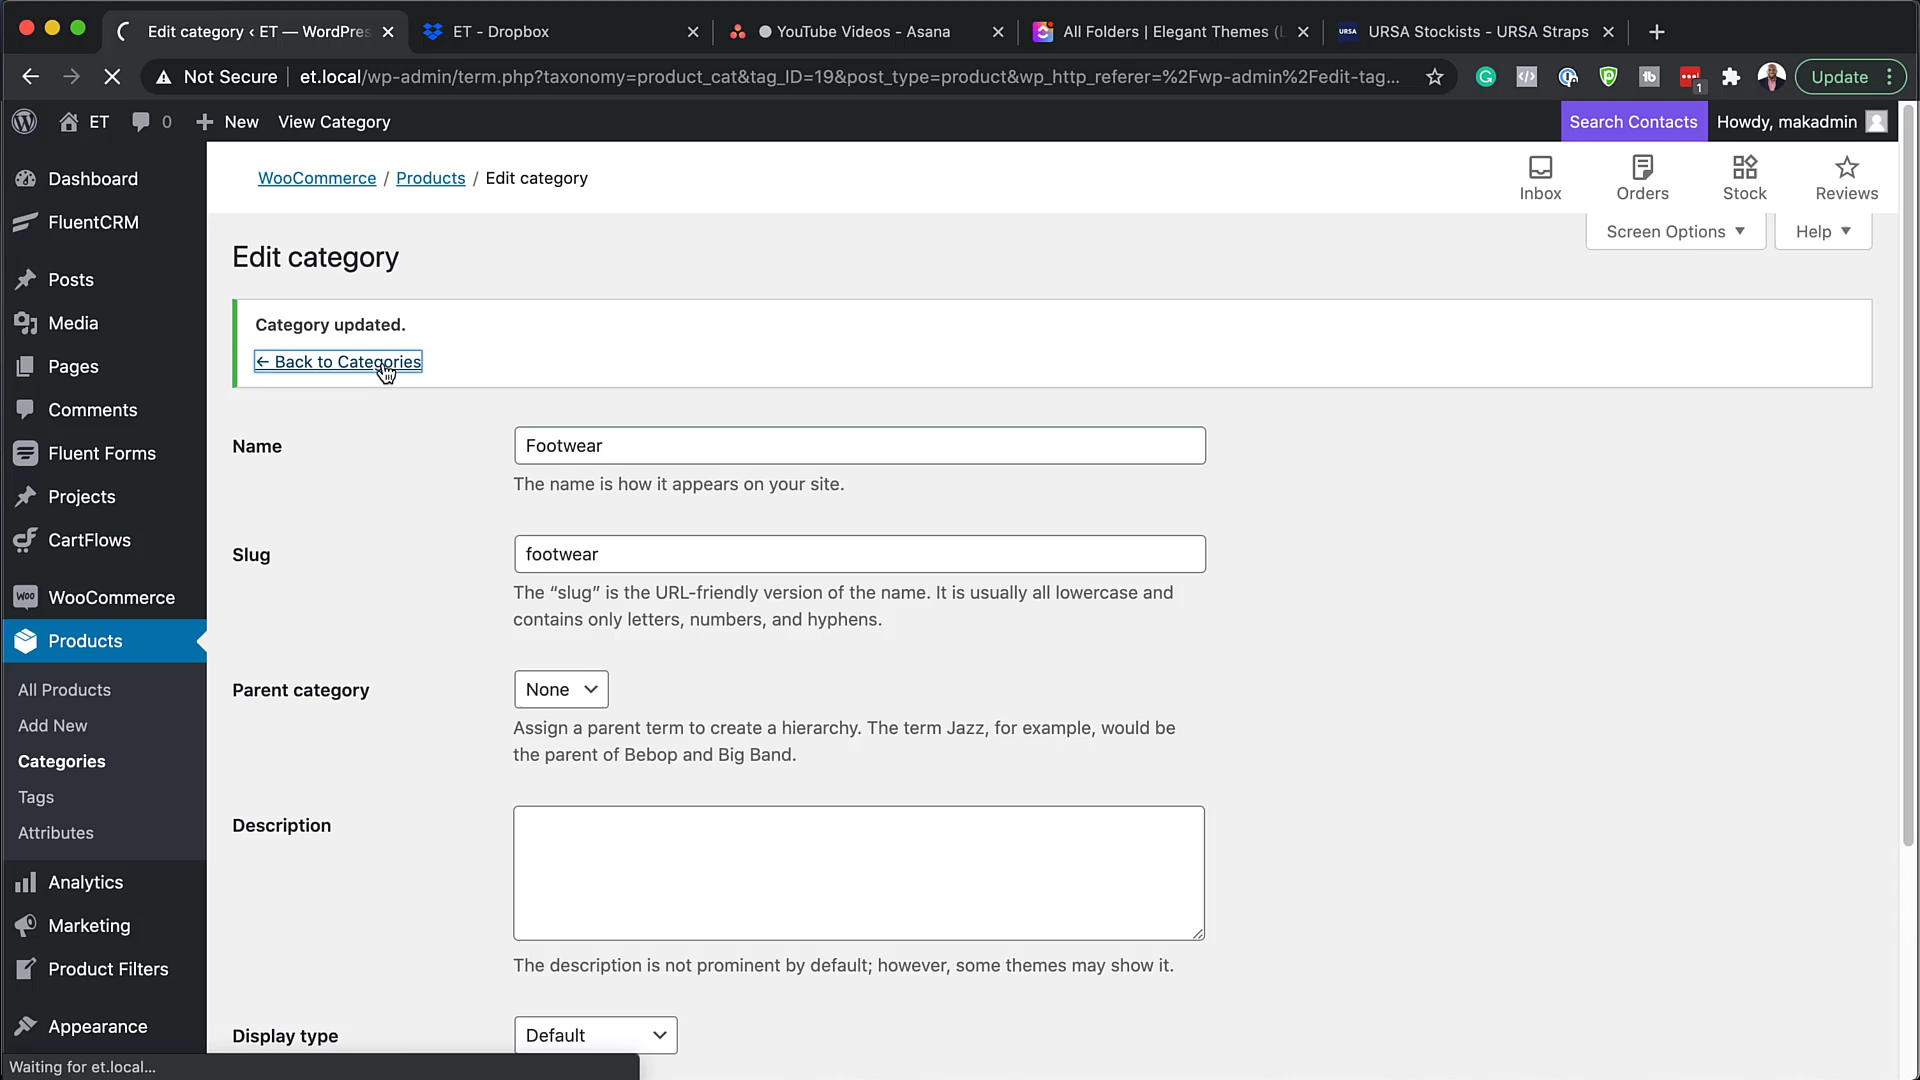 Edit category ‹ ET — WordPres
ET - Dropbox
YouTube Videos - Asana
All Folders | Elegant Themes (
URSA
URSA Stockists - URSA Straps
Not Secure
et.local/wp-admin/term.php?taxonomy=product_cat&tag_ID=19&post_type=product&wp_http_referer=%2Fwp-admin%2Fedit-tag...
1
Update
ET
0
New
View Category
Search Contacts
Howdy, makadmin
Dashboard
FluentCRM
Posts
Media
Pages
Comments
Fluent Forms
Projects
CartFlows
WooCommerce
Products
All Products
Add New
Categories
Tags
Attributes
Analytics
Marketing
Product Filters
Appearance
WooCommerce / Products / Edit category
Inbox
Orders
Stock
Reviews
Screen Options
Help
Edit category
Category updated.
← Back to Categories
Name
Footwear
The name is how it appears on your site.
Slug
footwear
The “slug” is the URL-friendly version of the name. It is usually all lowercase and
contains only letters, numbers, and hyphens.
Parent category
None
Assign a parent term to create a hierarchy. The term Jazz, for example, would be
the parent of Bebop and Big Band.
Description
The description is not prominent by default; however, some themes may show it.
Display type
Default
Waiting for et.local...